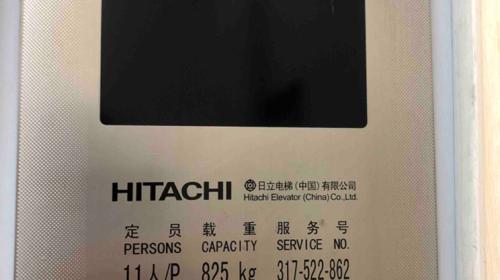 HITACHI 日立电梯(中国)有限公司
Hitachi Elevator (China) Co.,Ltd.
定员 载重 服务号
PERSONS CAPACITY SERVICE NO.
11人/P 825 kg 317-522-862